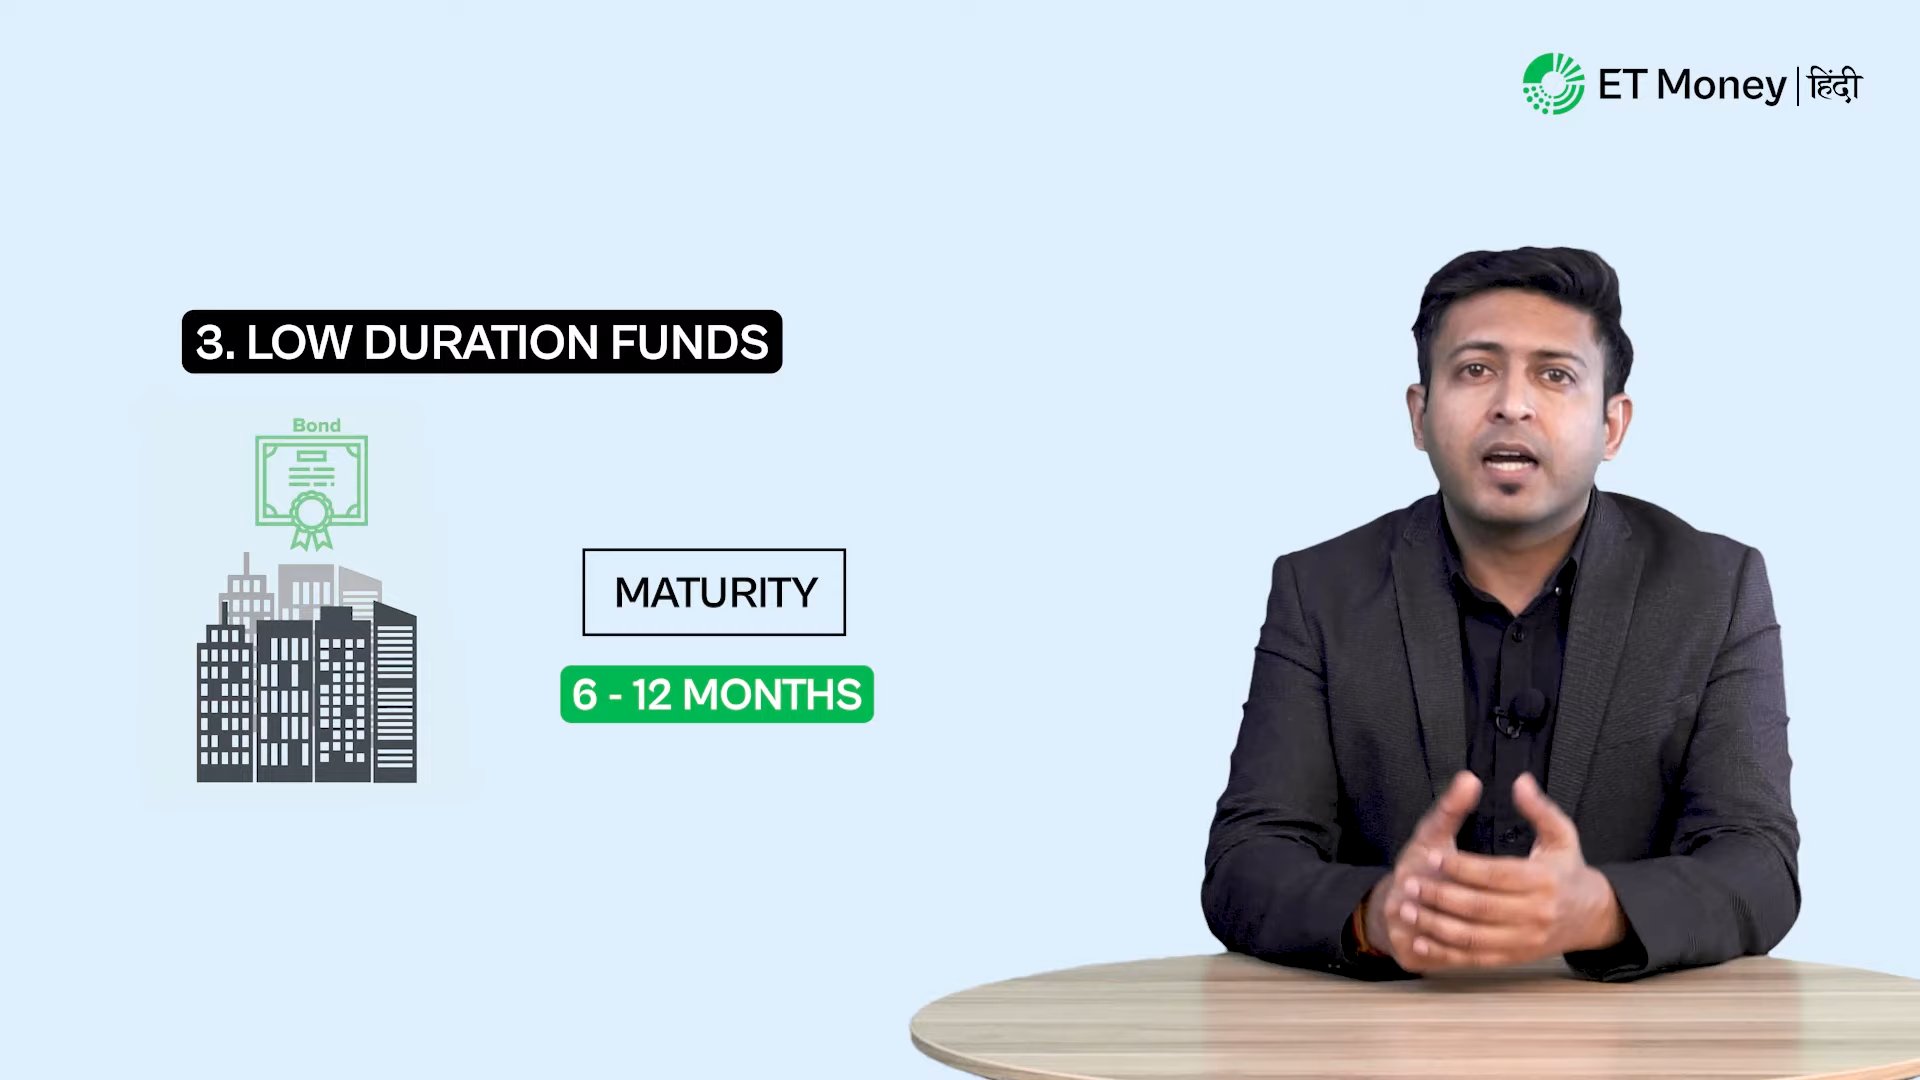 ET Money | हिंदी
3. LOW DURATION FUNDS
Bond
MATURITY
6 - 12 MONTHS